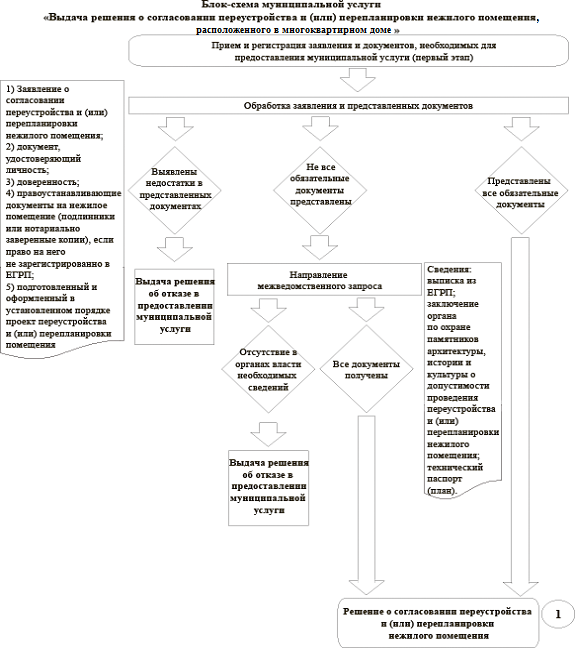 Блок-схема муниципальной услуги
«Выдача решения о согласовании переустройства и (или) перепланировки нежилого помещения,
расположенного в многоквартирном доме »
Прием и регистрация заявления и документов, необходимых для
предоставления муниципальной услуги (первый этап)
1) Заявление о
согласовании
переустройства и (или)
перепланировки
нежилого помещения;
2) документ,
удостоверяющий
личность;
3) доверенность;
4) правоустанавливающие
документы на нежилое
помещение (подлинники
или нотариально
заверенные копии), если
право на него
не зарегистрированно в
ЕГРП;
5) подготовленный и
оформленный в
установленном порядке
проект переустройства
и (или) перепланировки
помещения
Обработка заявления и представленных документов
Выявлены
недостатки в
представленных
документах
Не все
обязательные
документы
представлены
Представлены
все обязательные
документы
Выдача решения
об отказе в
предоставлении
муниципальной
услуги
Направление
межведомственного запроса
Сведения:
выписка из
ЕГРП;
заключение
органа
по охране
памятников
архитектуры,
истории и
культуры о
допустимости
проведения
переустройства
и (или)
перепланировки
нежилого
помещения;
технический
паспорт
(план).
Отсутствие в
органах власти
необходимых
сведений
Все документы
получены
Выдача решения
об отказе в
предоставлении
муниципальной
услуги
Решение о согласовании переустройства
и (или) перепланировки
нежилого помещения
1